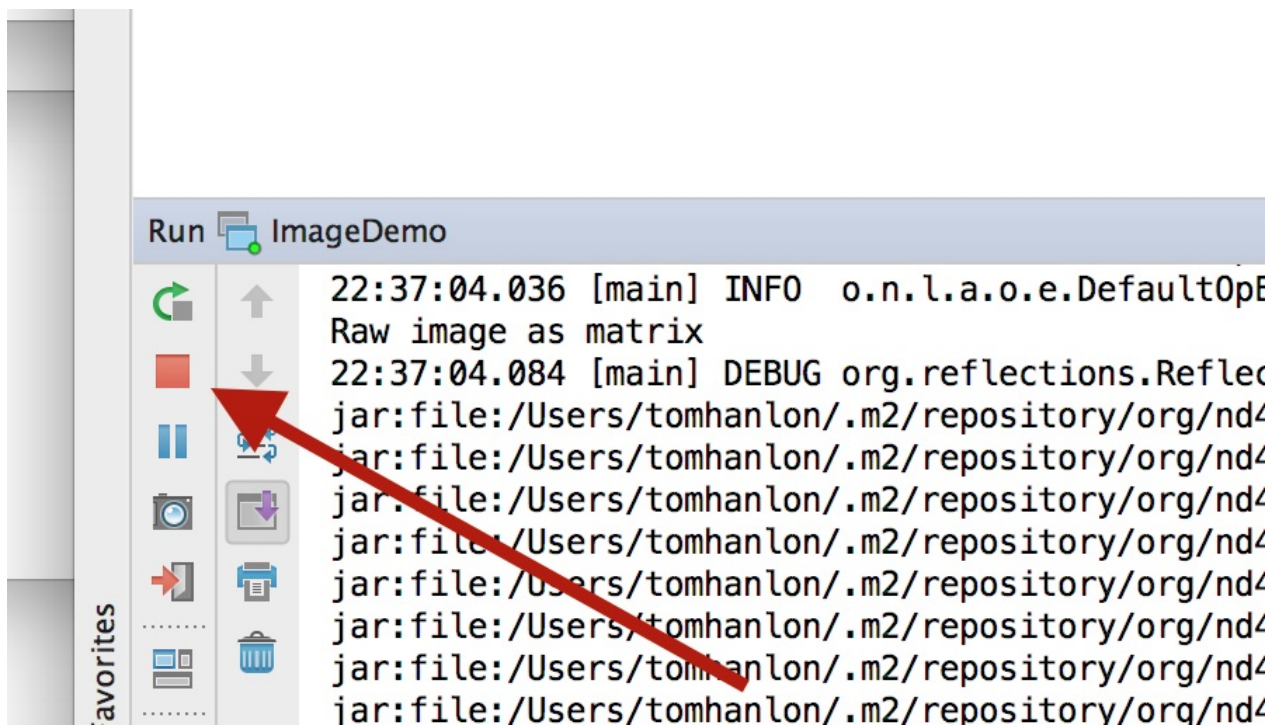 Run ImageDemo
22:37:04.036 [main] INFO  o.n.l.a.o.e.DefaultOpE
Raw image as matrix
22:37:04.084 [main] DEBUG org.reflections.Reflec
jar:file:/Users/tomhanlon/.m2/repository/org/nd4
jar:file:/Users/tomhanlon/.m2/repository/org/nd4
jar:file:/Users/tomhanlon/.m2/repository/org/nd4
jar:file:/Users/tomhanlon/.m2/repository/org/nd4
jar:file:/Users/tomhanlon/.m2/repository/org/nd4
jar:file:/Users/tomhanlon/.m2/repository/org/nd4
jar:file:/Users/tomhanlon/.m2/repository/org/nd4
jar:file:/Users/tomhanlon/.m2/repository/org/nd4
avorites